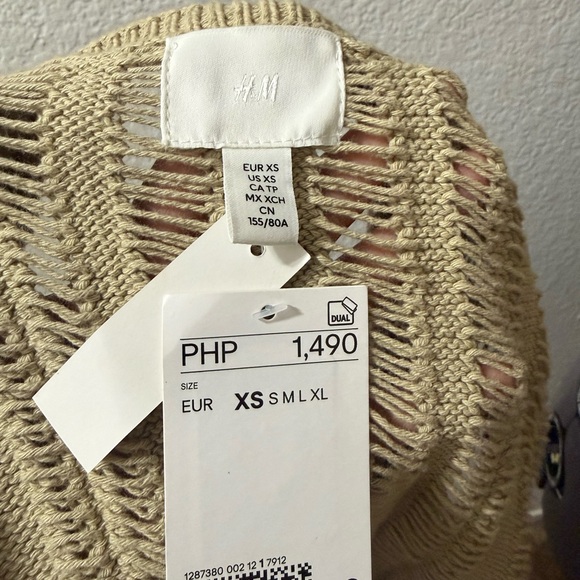 H&M
EUR XS
US XS
CA TP
MX XCH
CN
155/80A
DUAL
PHP 1,490
SIZE
EUR XS S M L XL
1287380 002 12 1 7912